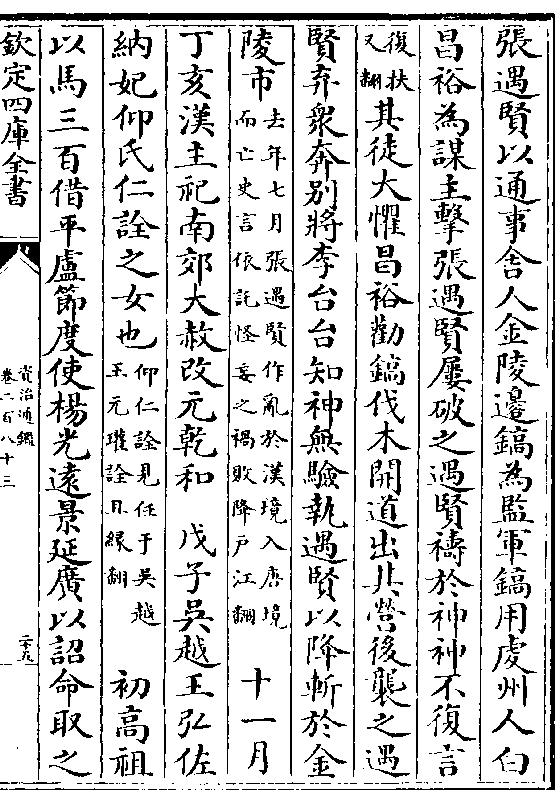 張遇賢以通事舍人金陵邊鎬為監軍鎬用虔州人白
昌裕為謀主擊張遇賢屢破之遇賢禱於神神不復言
復扶
又翻
其徒大懼昌裕勸鎬伐木開道出其營後襲之遇
賢弃衆奔别將李台台知神無驗執遇賢以降斬於金
陵市
去年七月張遇賢作亂於漢境入唐境
而亡史言依託怪妄之禍敗降戶江翻
十一月
丁亥漢主祀南郊大赦改元乾和 戊子吳越王弘佐
納妃仰氏仁詮之女也
仰仁詮見任于吳越
王元瓘詮且緣翻
初高祖
以馬三百借平盧節度使楊光遠景延廣以詔命取之
欽定四庫全書
資治通鑑
卷二百八十三
二十九